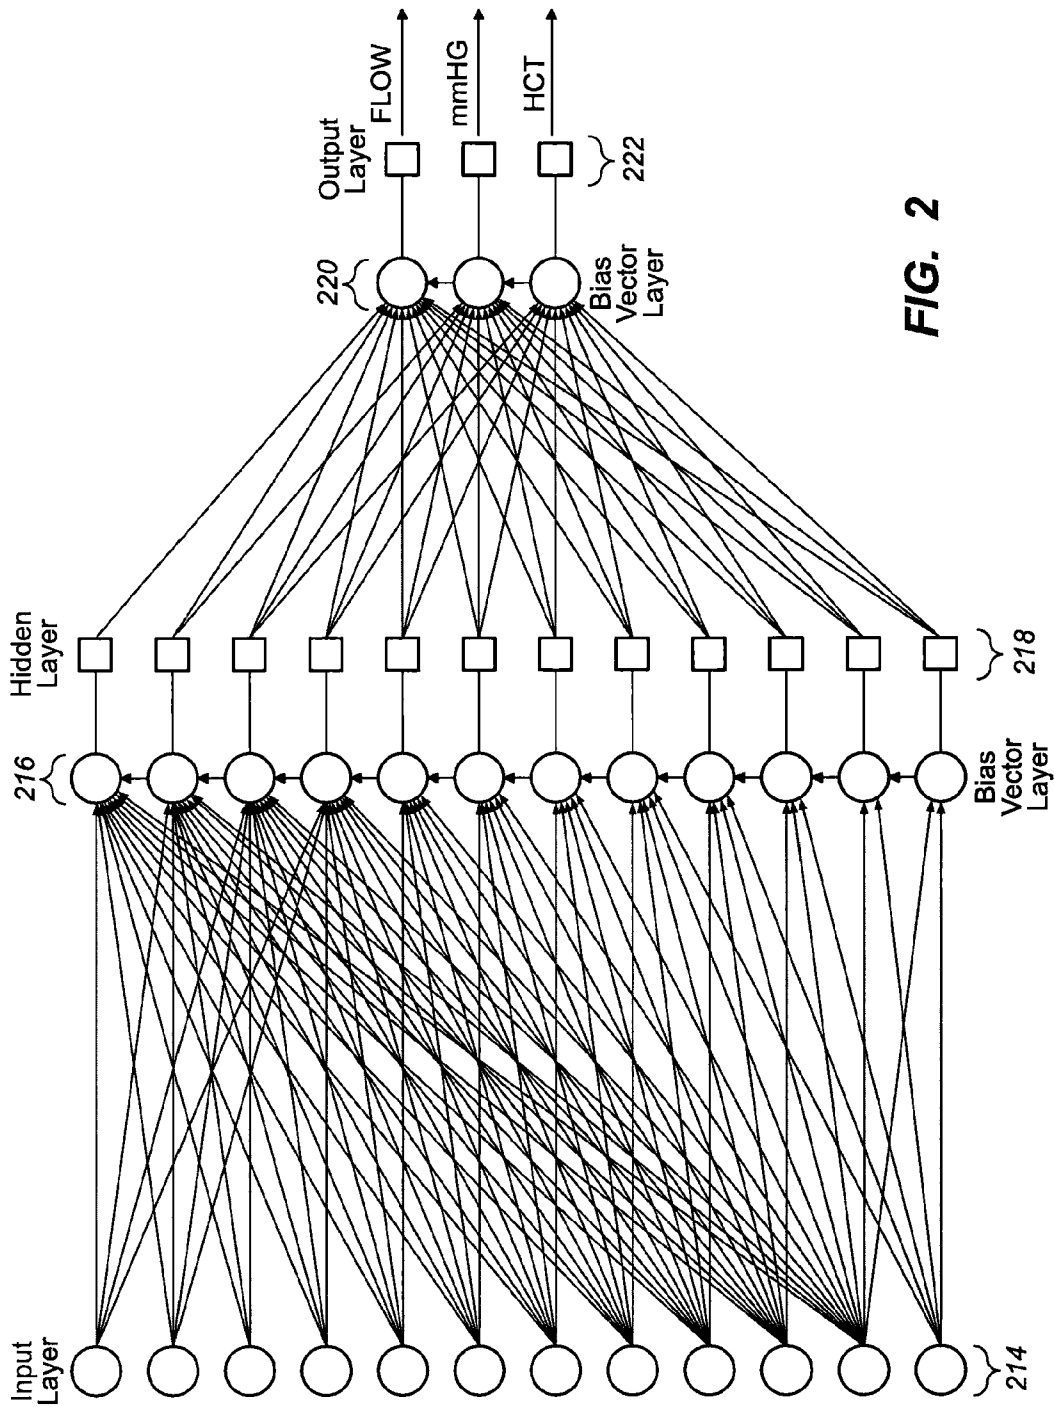 Input
Layer
214
216
Hidden
Layer
Bias
Vector
Layer
218
220
Output
Layer
Bias
Vector
Layer
222
FLOW
mmHG
HCT
FIG. 2